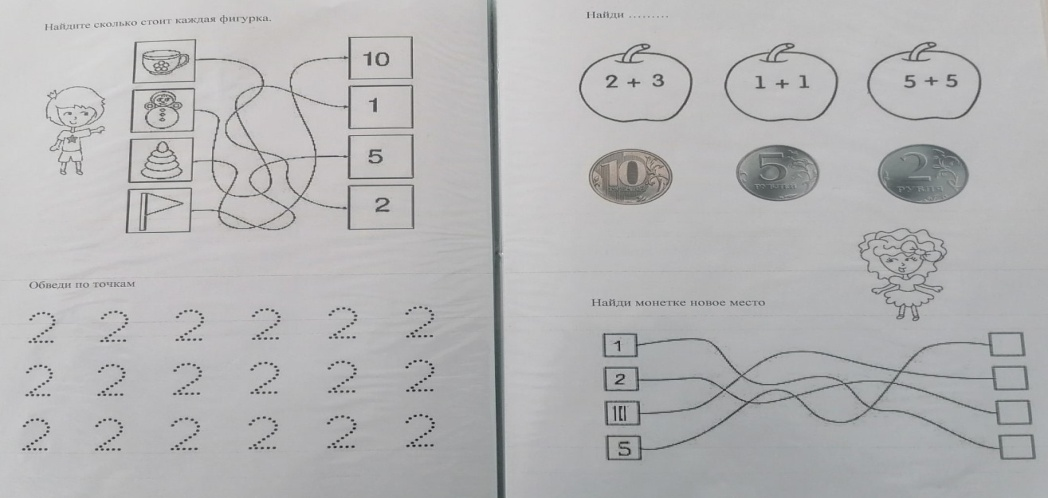 Найдите сколько стоит каждая фигурка.
10
1
5
2
Обведи по точкам
2 2 2 2 2 2
2 2 2 2 2 2
2 2 2 2 2 2
Найди .........
2 + 3 1 + 1 5 + 5
10 5 2
РУБЛЕЙ РУБЛЯ
Найди монетке новое место
1
2
10
5